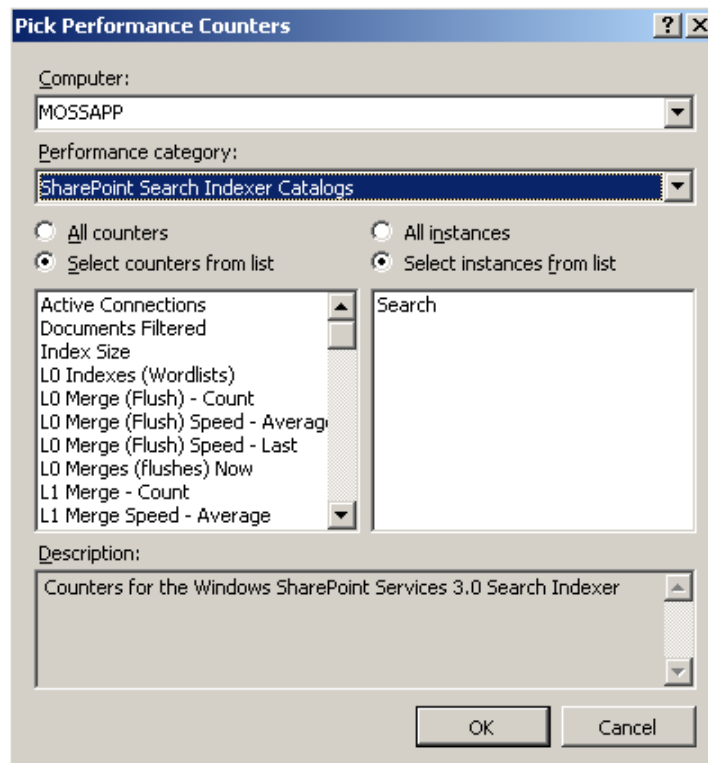 Pick Performance Counters
Computer:
MOSSAPP
Performance category:
SharePoint Search Indexer Catalogs
All counters
All instances
Select counters from list
Select instances from list
Active Connections
Documents Filtered
Index Size
L0 Indexes (Wordlists)
L0 Merge (Flush) - Count
L0 Merge (Flush) Speed - Averag
L0 Merge (Flush) Speed - Last
L0 Merges (flushes) Now
L1 Merge - Count
L1 Merge Speed - Average
Search
Description:
Counters for the Windows SharePoint Services 3.0 Search Indexer
OK
Cancel